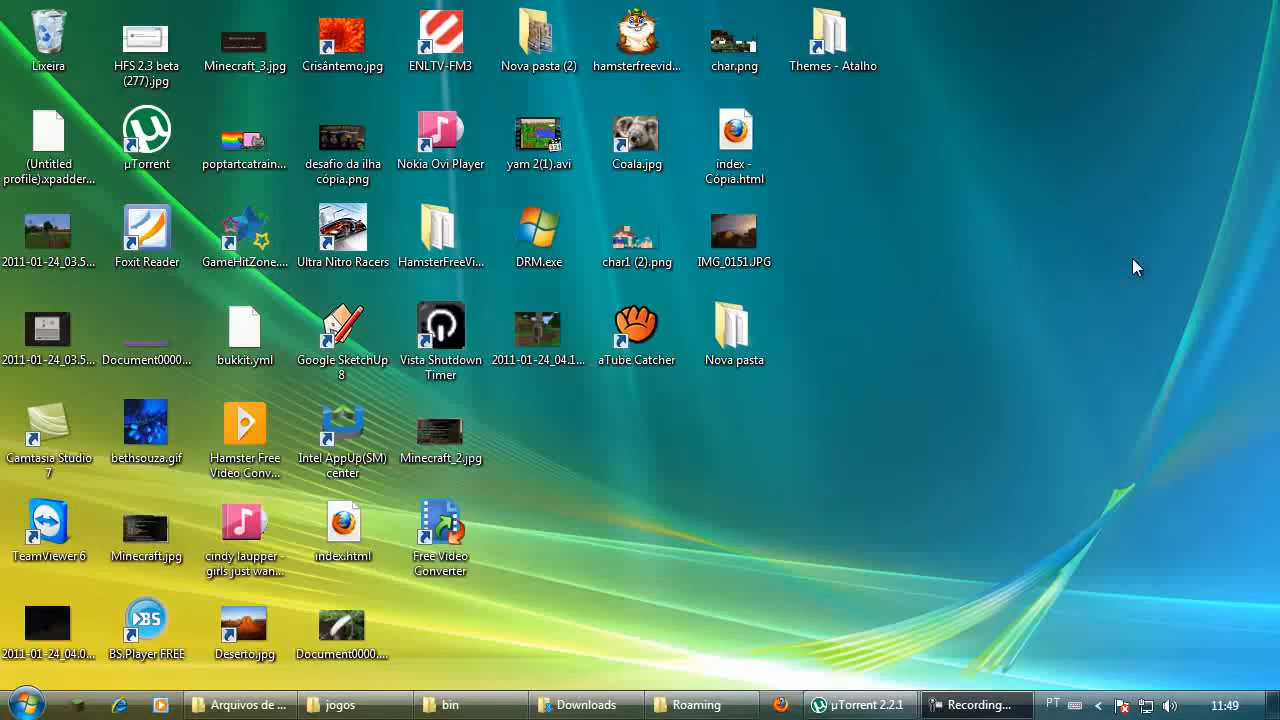 Lixeira
HFS 2.3 beta
(277).jpg
Minecraft_3.jpg
Crisântemo.jpg
ENLTV-FM3
Nova pasta (2)
hamsterfreevid...
char.png
Themes - Atalho
(Untitled
profile).xpadder...
µTorrent
poptartcatrain...
desafio da ilha
cópia.png
Nokia Ovi Player
yam 2(1).avi
Coala.jpg
index -
Cópia.html
2011-01-24_03.5...
Foxit Reader
GameHitZone....
Ultra Nitro Racers
HamsterFreeVi...
DRM.exe
char1 (2).png
IMG_0151.JPG
2011-01-24_03.5...
Document0000...
bukkit.yml
Google SketchUp
8
Vista Shutdown
Timer
2011-01-24_04.1...
aTube Catcher
Nova pasta
Camtasia Studio
7
bethsouza.gif
Hamster Free
Video Conv...
Intel AppUp(SM)
center
Minecraft_2.jpg
TeamViewer 6
Minecraft.jpg
cindy laupper -
girls just wan...
index.html
Free Video
Converter
2011-01-24_04.0...
BS.Player FREE
Deserto.jpg
Document0000....
Arquivos de ...
jogos
bin
Downloads
Roaming
µTorrent 2.2.1
Recording...
PT
11:49